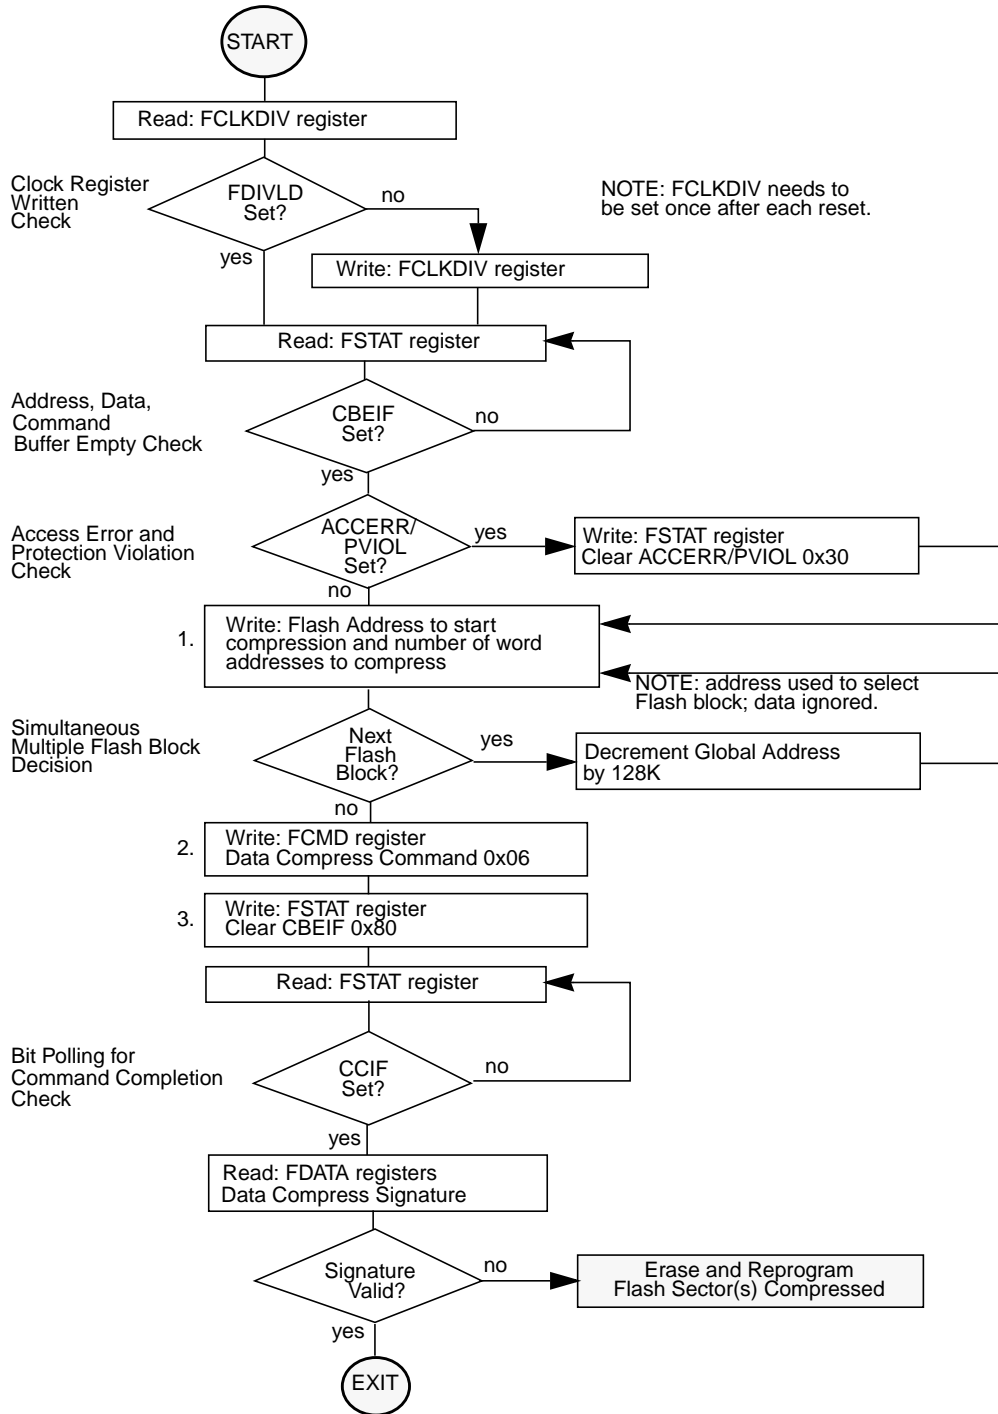 START
Read: FCLKDIV register
Clock Register
Written
Check
FDIVLD
Set?
no
yes
NOTE: FCLKDIV needs to
be set once after each reset.
Write: FCLKDIV register
Read: FSTAT register
Address, Data,
Command
Buffer Empty Check
CBEIF
Set?
no
yes
Access Error and
Protection Violation
Check
ACCERR/
PVIOL
Set?
yes
no
Write: FSTAT register
Clear ACCERR/PVIOL 0x30
1.
Write: Flash Address to start
compression and number of word
addresses to compress
NOTE: address used to select
Flash block; data ignored.
Simultaneous
Multiple Flash Block
Decision
Next
Flash
Block?
yes
no
Decrement Global Address
by 128K
2.
Write: FCMD register
Data Compress Command 0x06
3.
Write: FSTAT register
Clear CBEIF 0x80
Read: FSTAT register
Bit Polling for
Command Completion
Check
CCIF
Set?
no
yes
Read: FDATA registers
Data Compress Signature
Signature
Valid?
no
yes
Erase and Reprogram
Flash Sector(s) Compressed
EXIT